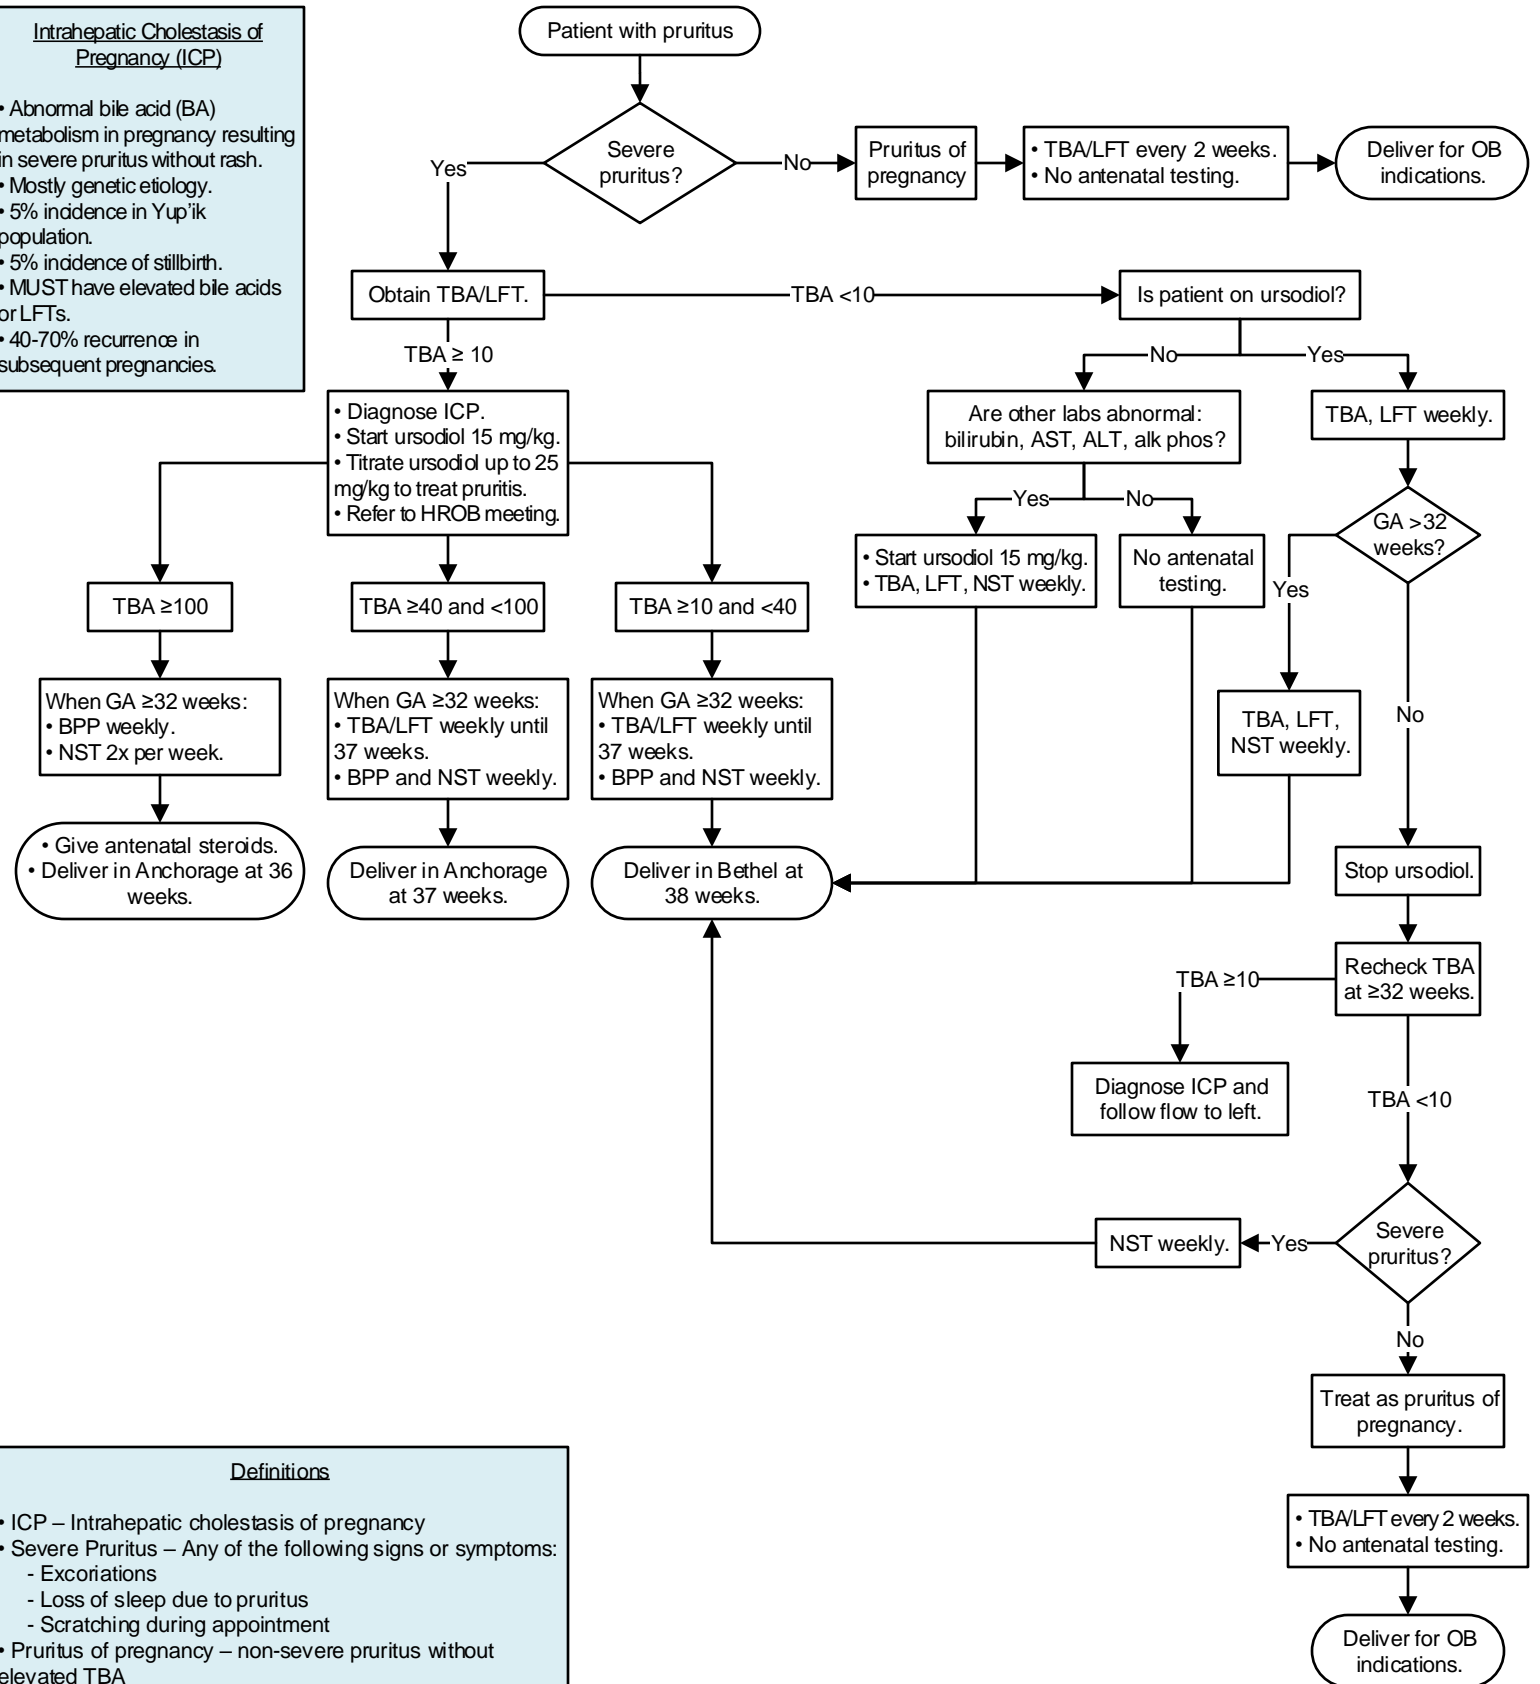 Intrahepatic Cholestasis of
Pregnancy (ICP)
• Abnormal bile acid (BA)
metabolism in pregnancy resulting
in severe pruritus without rash.
• Mostly genetic etiology.
• 5% incidence in Yup’ik
population.
• 5% incidence of stillbirth.
• MUST have elevated bile acids
or LFTs.
• 40-70% recurrence in
subsequent pregnancies.
Patient with pruritus
Severe
pruritus?
Yes
No
Pruritus of
pregnancy
• TBA/LFT every 2 weeks.
• No antenatal testing.
Deliver for OB
indications.
Obtain TBA/LFT.
TBA <10
Is patient on ursodiol?
TBA ≥ 10
No
Yes
• Diagnose ICP.
• Start ursodiol 15 mg/kg.
• Titrate ursodiol up to 25
mg/kg to treat pruritis.
• Refer to HROB meeting.
Are other labs abnormal:
bilirubin, AST, ALT, alk phos?
TBA, LFT weekly.
Yes
No
GA >32
weeks?
• Start ursodiol 15 mg/kg.
• TBA, LFT, NST weekly.
No antenatal
testing.
Yes
No
TBA ≥100
TBA ≥40 and <100
TBA ≥10 and <40
When GA ≥32 weeks:
• BPP weekly.
• NST 2x per week.
When GA ≥32 weeks:
• TBA/LFT weekly until
37 weeks.
• BPP and NST weekly.
When GA ≥32 weeks:
• TBA/LFT weekly until
37 weeks.
• BPP and NST weekly.
TBA, LFT,
NST weekly.
• Give antenatal steroids.
• Deliver in Anchorage at 36
weeks.
Deliver in Anchorage
at 37 weeks.
Deliver in Bethel at
38 weeks.
Stop ursodiol.
Recheck TBA
at ≥32 weeks.
TBA ≥10
Diagnose ICP and
follow flow to left.
TBA <10
Severe
pruritus?
Yes
NST weekly.
No
Treat as pruritus of
pregnancy.
• TBA/LFT every 2 weeks.
• No antenatal testing.
Deliver for OB
indications.
Definitions
• ICP – Intrahepatic cholestasis of pregnancy
• Severe Pruritus – Any of the following signs or symptoms:
- Excoriations
- Loss of sleep due to pruritus
- Scratching during appointment
• Pruritus of pregnancy – non-severe pruritus without
elevated TBA